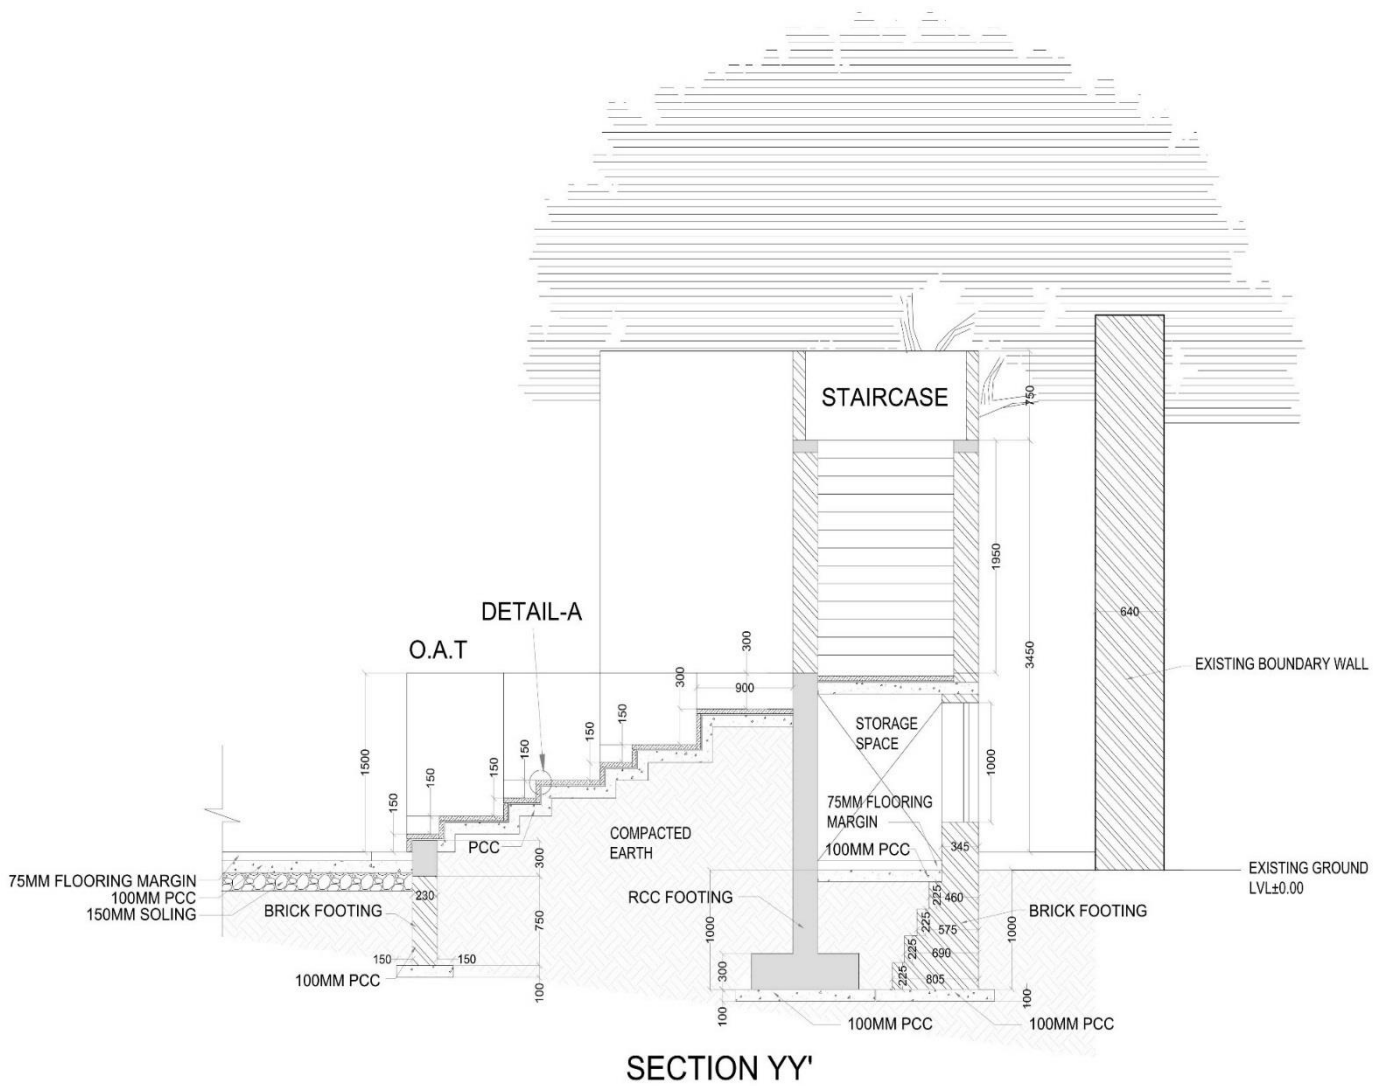 STAIRCASE
750
1950
DETAIL-A
O.A.T
640
3450
300
300
EXISTING BOUNDARY WALL
900
150
150
150
150
150
150
1500
STORAGE
SPACE
1000
75MM FLOORING
MARGIN
COMPACTED
EARTH
PCC
300
100MM PCC
345
75MM FLOORING MARGIN
100MM PCC
150MM SOLING
EXISTING GROUND
LVL±0.00
230
BRICK FOOTING
RCC FOOTING
225
460
BRICK FOOTING
225
575
750
1000
1000
225
690
150
150
225
805
300
100MM PCC
100
100
100
100MM PCC
100MM PCC
SECTION YY'